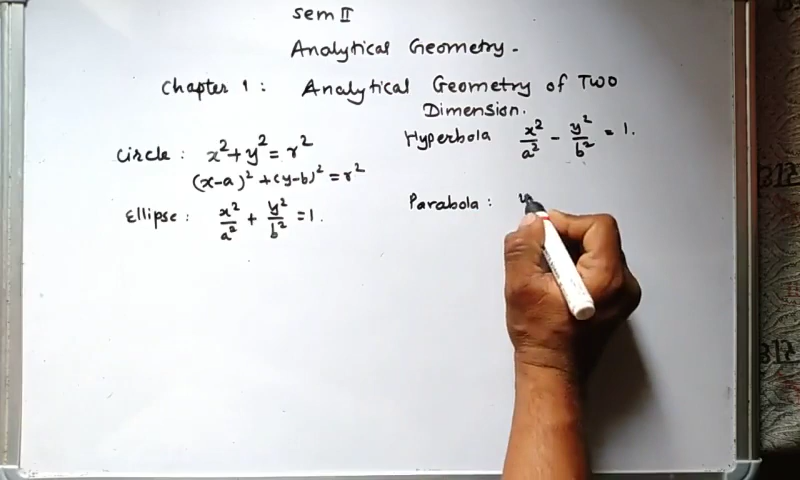 Sem II
Analytical Geometry -
Chapter 1 : Analytical Geometry of Two
Dimension.
Circle : x² + y² = r²
(x-a)² + (y-b)² = r²
Ellipse : x²/a² + y²/b² = 1.
Hyperbola x²/a² - y²/b² = 1.
Parabola : y